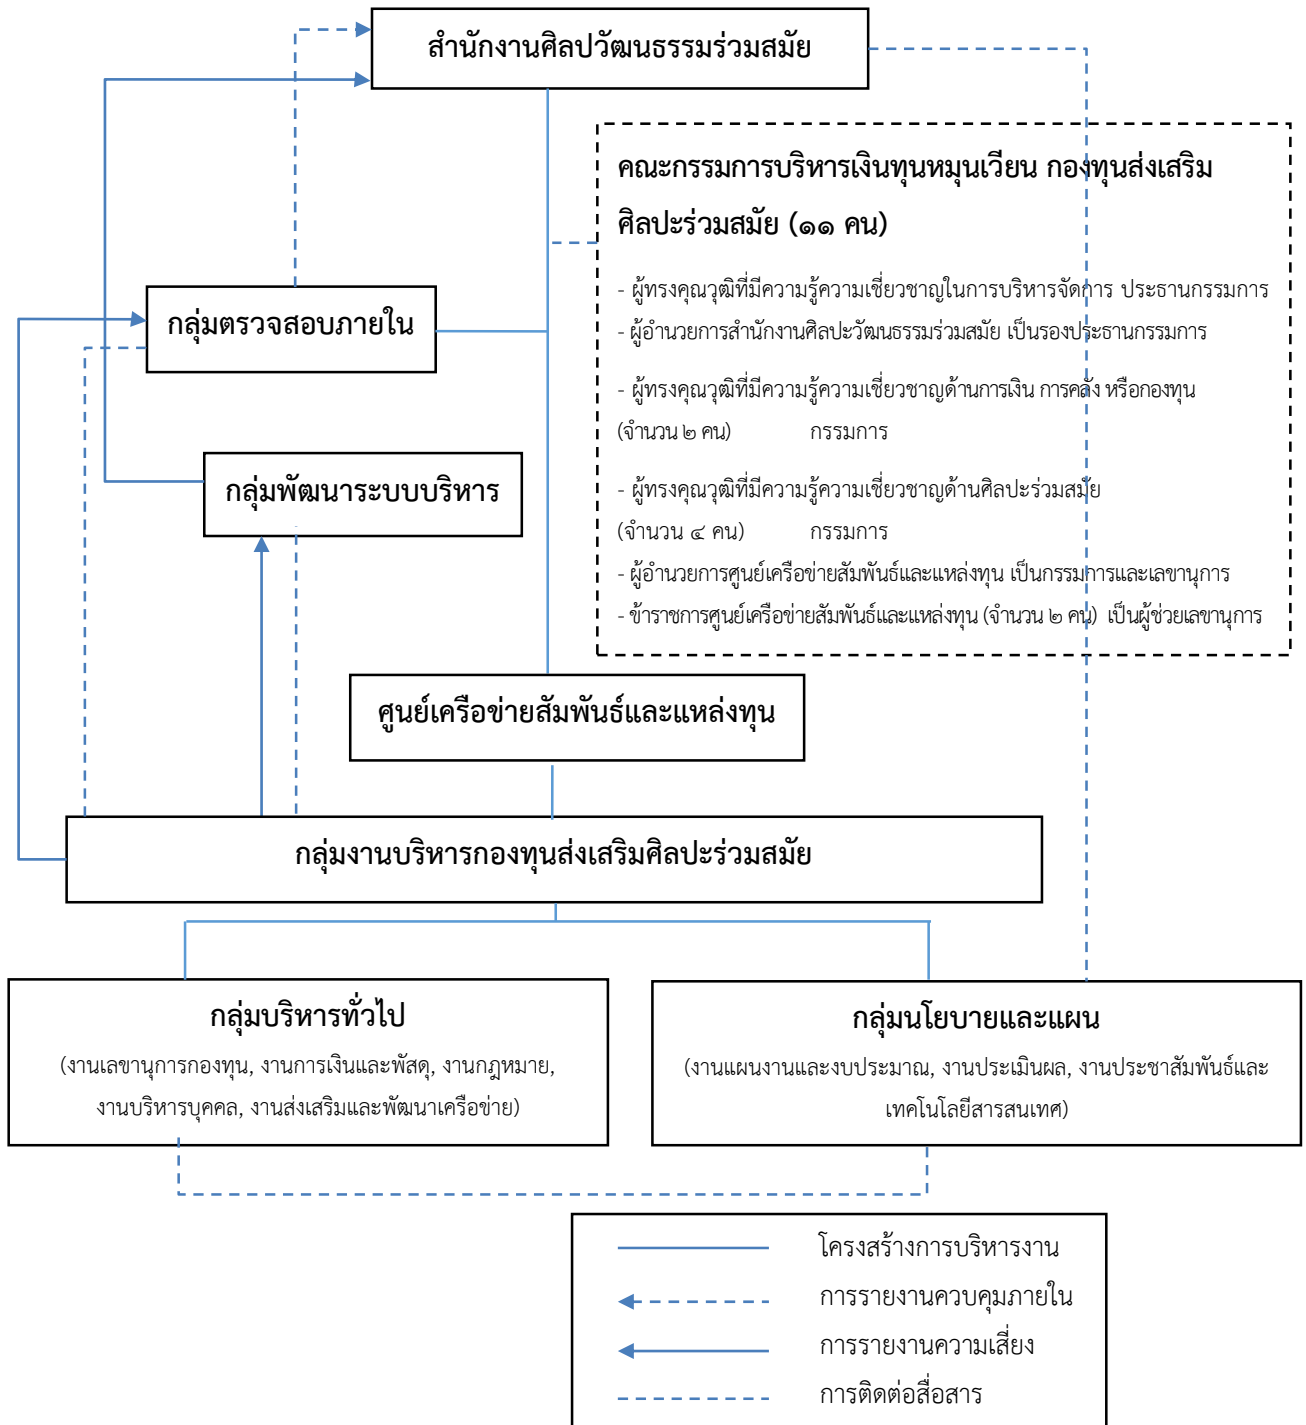 สำนักงานศิลปวัฒนธรรมร่วมสมัย
คณะกรรมการบริหารเงินทุนหมุนเวียน กองทุนส่งเสริม
ศิลปะร่วมสมัย (๑๑ คน)
- ผู้ทรงคุณวุฒิที่มีความรู้ความเชี่ยวชาญในการบริหารจัดการ ประธานกรรมการ
- ผู้อำนวยการสำนักงานศิลปะวัฒนธรรมร่วมสมัย เป็นรองประธานกรรมการ
- ผู้ทรงคุณวุฒิที่มีความรู้ความเชี่ยวชาญด้านการเงิน การคลัง หรือกองทุน
(จำนวน ๒ คน) กรรมการ
- ผู้ทรงคุณวุฒิที่มีความรู้ความเชี่ยวชาญด้านศิลปะร่วมสมัย
(จำนวน ๔ คน) กรรมการ
- ผู้อำนวยการศูนย์เครือข่ายสัมพันธ์และแหล่งทุน เป็นกรรมการและเลขานุการ
- ข้าราชการศูนย์เครือข่ายสัมพันธ์และแหล่งทุน (จำนวน ๒ คน) เป็นผู้ช่วยเลขานุการ
กลุ่มตรวจสอบภายใน
กลุ่มพัฒนาระบบบริหาร
ศูนย์เครือข่ายสัมพันธ์และแหล่งทุน
กลุ่มงานบริหารกองทุนส่งเสริมศิลปะร่วมสมัย
กลุ่มบริหารทั่วไป
(งานเลขานุการกองทุน, งานการเงินและพัสดุ, งานกฎหมาย,
งานบริหารบุคคล, งานส่งเสริมและพัฒนาเครือข่าย)
กลุ่มนโยบายและแผน
(งานแผนงานและงบประมาณ, งานประเมินผล, งานประชาสัมพันธ์และ
เทคโนโลยีสารสนเทศ)
โครงสร้างการบริหารงาน
การรายงานควบคุมภายใน
การรายงานความเสี่ยง
การติดต่อสื่อสาร